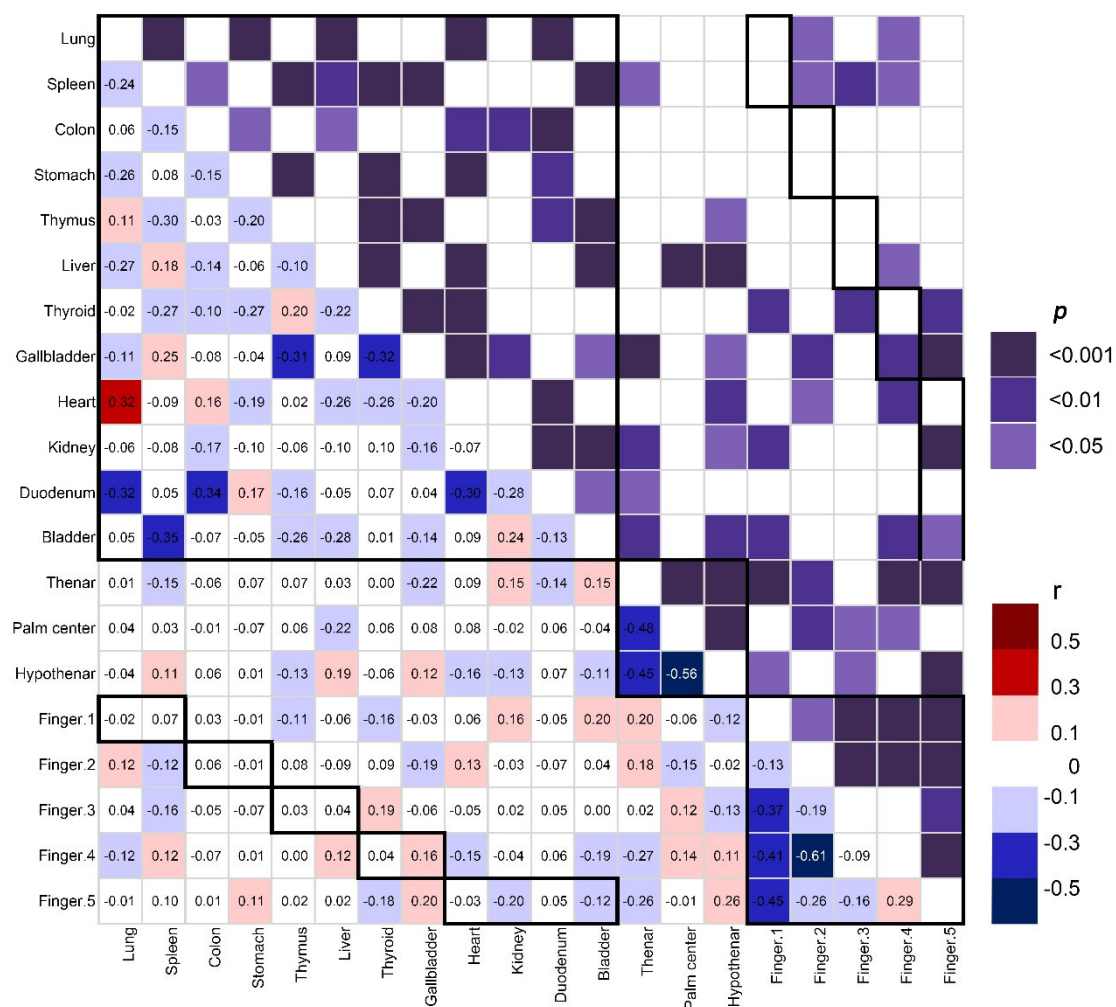 Lung
Spleen -0.24
Colon 0.06 -0.15
Stomach -0.26 0.08 -0.15
Thymus 0.11 -0.30 -0.03 -0.20
Liver -0.27 0.18 -0.14 -0.06 -0.10
Thyroid -0.02 -0.27 -0.10 -0.27 0.20 -0.22
Gallbladder -0.11 0.25 -0.08 -0.04 -0.31 0.09 -0.32
Heart 0.32 -0.09 0.16 -0.19 0.02 -0.26 -0.26 -0.20
Kidney -0.06 -0.08 -0.17 -0.10 -0.06 -0.10 0.10 -0.16 -0.07
Duodenum -0.32 0.05 -0.34 0.17 -0.16 -0.05 0.07 0.04 -0.30 -0.28
Bladder 0.05 -0.35 -0.07 -0.05 -0.26 -0.28 0.01 -0.14 0.09 0.24 -0.13
Thenar 0.01 -0.15 -0.06 0.07 0.07 0.03 0.00 -0.22 0.09 0.15 -0.14 0.15
Palm center 0.04 0.03 -0.01 -0.07 0.06 -0.22 0.06 0.08 0.08 -0.02 0.06 -0.04 -0.48
Hypothenar -0.04 0.11 0.06 0.01 -0.13 0.19 -0.06 0.12 -0.16 -0.13 0.07 -0.11 -0.45 -0.56
Finger.1 -0.02 0.07 0.03 -0.01 -0.11 -0.06 -0.16 -0.03 0.06 0.16 -0.05 0.20 0.20 -0.06 -0.12
Finger.2 0.12 -0.12 0.06 -0.01 0.08 -0.09 0.09 -0.19 0.13 -0.03 -0.07 0.04 0.18 -0.15 -0.02 -0.13
Finger.3 0.04 -0.16 -0.05 -0.07 0.03 0.04 0.19 -0.06 -0.05 0.02 0.05 0.00 0.02 0.12 -0.13 -0.37 -0.19
Finger.4 -0.12 0.12 -0.07 0.01 0.00 0.12 0.04 0.16 -0.15 -0.04 0.06 -0.19 -0.27 0.14 0.11 -0.41 -0.61 -0.09
Finger.5 -0.01 0.10 0.01 0.11 0.02 0.02 -0.18 0.20 -0.03 -0.20 0.05 -0.12 -0.26 -0.01 0.26 -0.45 -0.26 -0.16 0.29
Lung Spleen Colon Stomach Thymus Liver Thyroid Gallbladder Heart Kidney Duodenum Bladder Thenar Palm center Hypothenar Finger.1 Finger.2 Finger.3 Finger.4 Finger.5
p
<0.001
<0.01
<0.05
r
0.5
0.3
0.1
0
-0.1
-0.3
-0.5